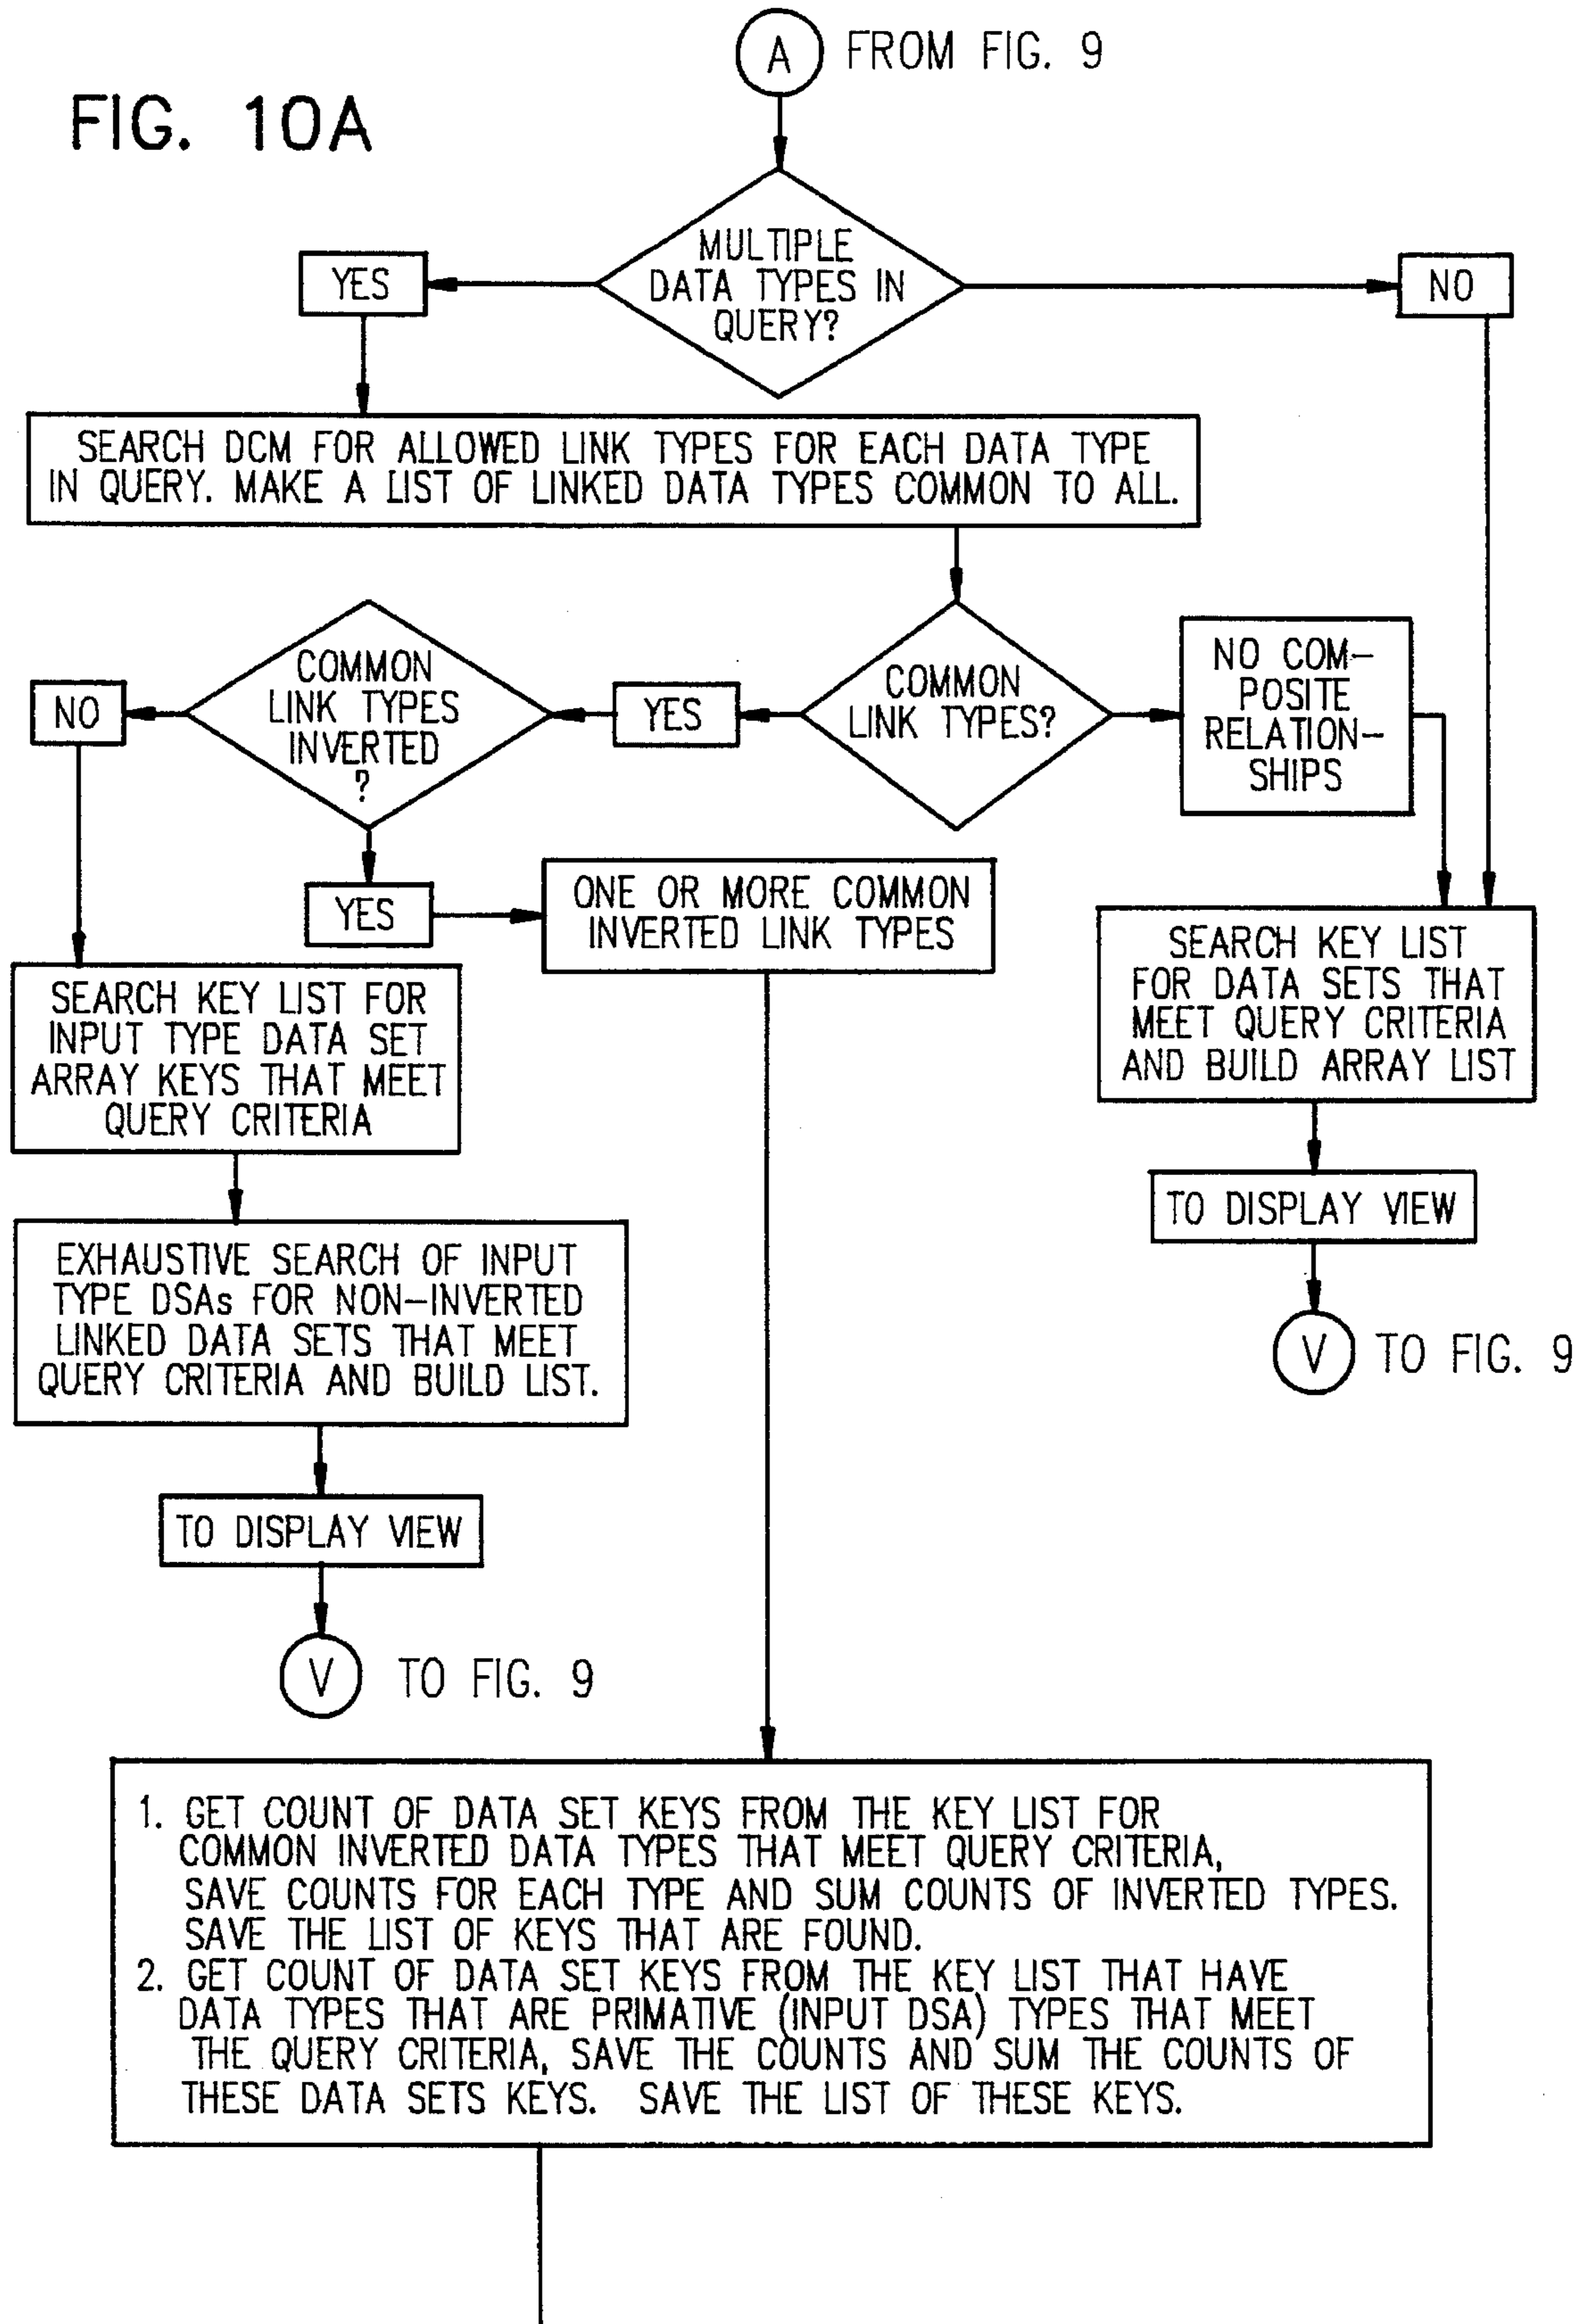 A FROM FIG. 9
FIG. 10A
MULTIPLE
DATA TYPES IN
QUERY?
YES
NO
SEARCH DCM FOR ALLOWED LINK TYPES FOR EACH DATA TYPE
IN QUERY. MAKE A LIST OF LINKED DATA TYPES COMMON TO ALL.
COMMON
LINK TYPES?
YES
COMMON
LINK TYPES
INVERTED
?
NO
NO COM-
POSITE
RELATION-
SHIPS
YES
ONE OR MORE COMMON
INVERTED LINK TYPES
SEARCH KEY LIST
FOR DATA SETS THAT
MEET QUERY CRITERIA
AND BUILD ARRAY LIST
TO DISPLAY VIEW
V TO FIG. 9
SEARCH KEY LIST FOR
INPUT TYPE DATA SET
ARRAY KEYS THAT MEET
QUERY CRITERIA
EXHAUSTIVE SEARCH OF INPUT
TYPE DSAs FOR NON-INVERTED
LINKED DATA SETS THAT MEET
QUERY CRITERIA AND BUILD LIST.
TO DISPLAY VIEW
V TO FIG. 9
1. GET COUNT OF DATA SET KEYS FROM THE KEY LIST FOR
COMMON INVERTED DATA TYPES THAT MEET QUERY CRITERIA,
SAVE COUNTS FOR EACH TYPE AND SUM COUNTS OF INVERTED TYPES.
SAVE THE LIST OF KEYS THAT ARE FOUND.
2. GET COUNT OF DATA SET KEYS FROM THE KEY LIST THAT HAVE
DATA TYPES THAT ARE PRIMATIVE (INPUT DSA) TYPES THAT MEET
THE QUERY CRITERIA, SAVE THE COUNTS AND SUM THE COUNTS OF
THESE DATA SETS KEYS. SAVE THE LIST OF THESE KEYS.